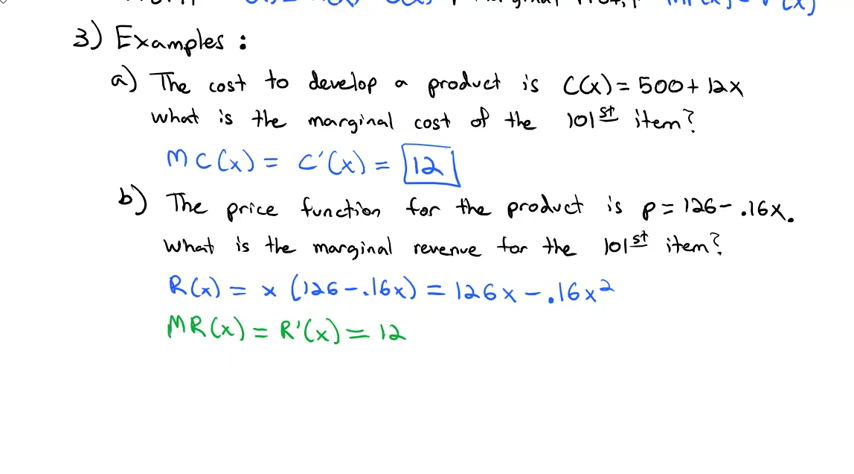 3) Examples :
a) The cost to develop a product is C(x) = 500 + 12x
what is the marginal cost of the 101st item?
MC(x) = C'(x) = 12
b) The price function for the product is p = 126 - .16x.
What is the marginal revenue for the 101st item?
R(x) = x (126 - .16x) = 126x - .16x²
MR(x) = R'(x) = 12